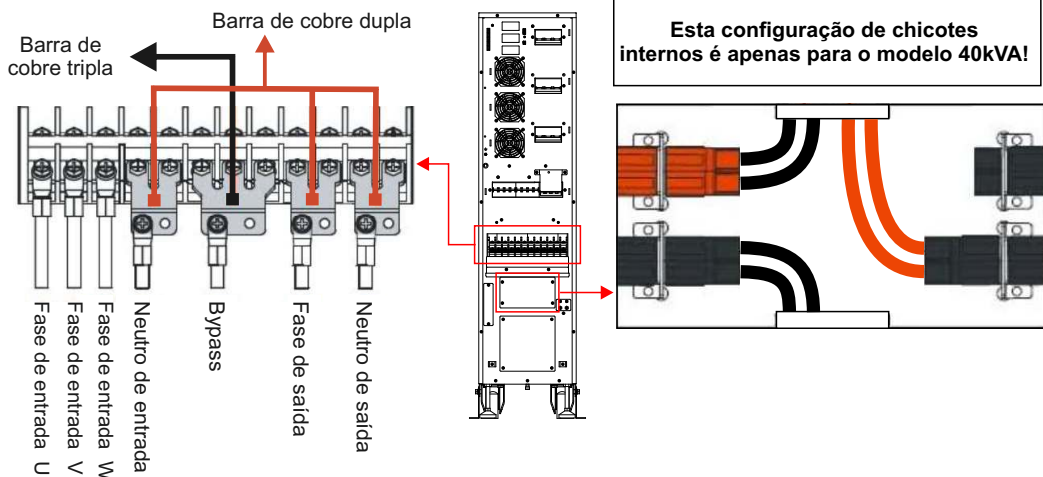 Barra de cobre dupla
Barra de
cobre tripla
Fase de entrada U
Fase de entrada V
Fase de entrada W
Neutro de entrada
Bypass
Fase de saída
Neutro de saída
Esta configuração de chicotes
internos é apenas para o modelo 40kVA!